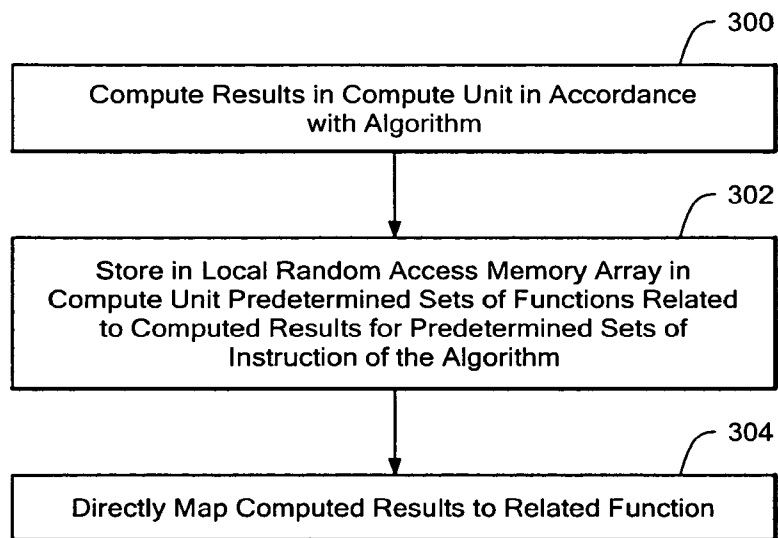 300
Compute Results in Compute Unit in Accordance
with Algorithm
302
Store in Local Random Access Memory Array in
Compute Unit Predetermined Sets of Functions Related
to Computed Results for Predetermined Sets of
Instruction of the Algorithm
304
Directly Map Computed Results to Related Function